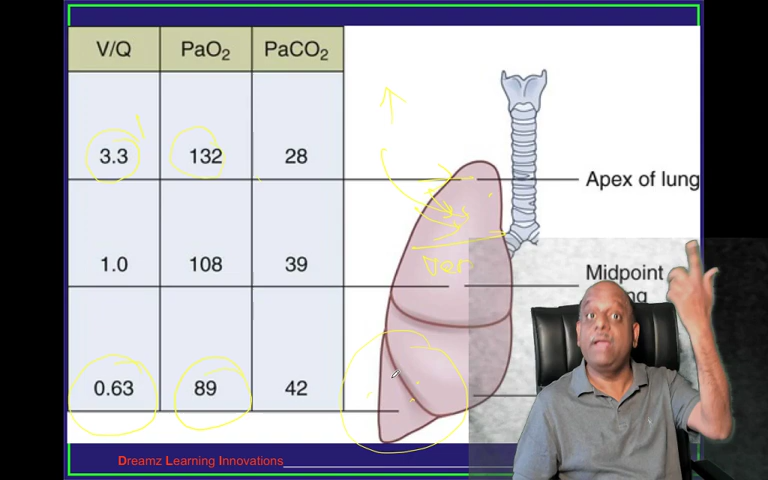 V/Q PaO₂ PaCO₂
3.3 132 28
Apex of lung
1.0 108 39
Midpoint
0.63 89 42
Dreamz Learning Innovations